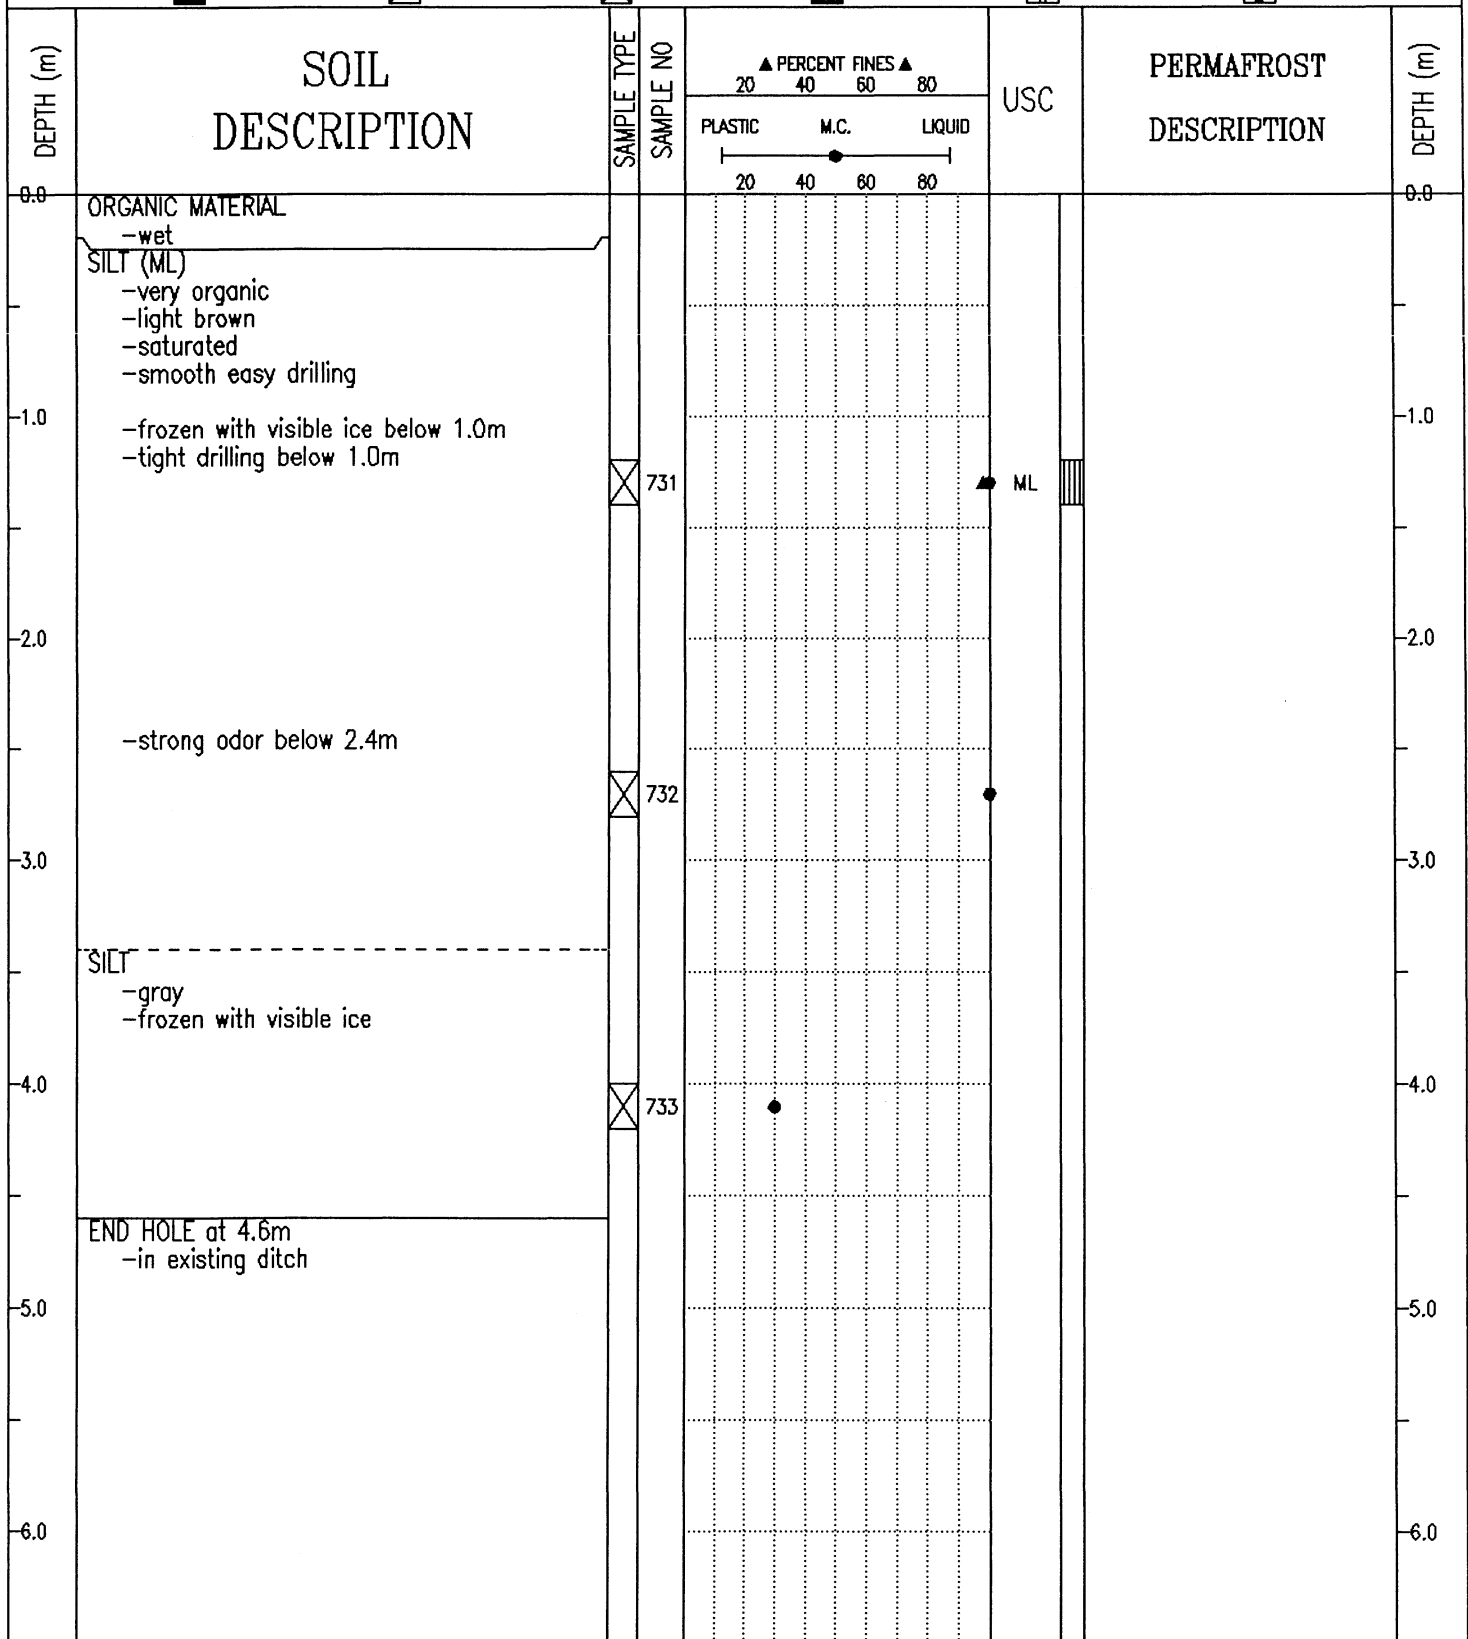 DEPTH (m)
SOIL
DESCRIPTION
SAMPLE TYPE
SAMPLE NO
▲ PERCENT FINES ▲
20 40 60 80
PLASTIC M.C. LIQUID
20 40 60 80
USC
PERMAFROST
DESCRIPTION
DEPTH (m)
0.0 0.0
ORGANIC MATERIAL
-wet
SILT (ML)
-very organic
-light brown
-saturated
-smooth easy drilling
-1.0 -1.0
-frozen with visible ice below 1.0m
-tight drilling below 1.0m
731 ML
-2.0 -2.0
-strong odor below 2.4m
732
-3.0 -3.0
SILT
-gray
-frozen with visible ice
-4.0 -4.0
733
END HOLE at 4.6m
-in existing ditch
-5.0 -5.0
-6.0 -6.0